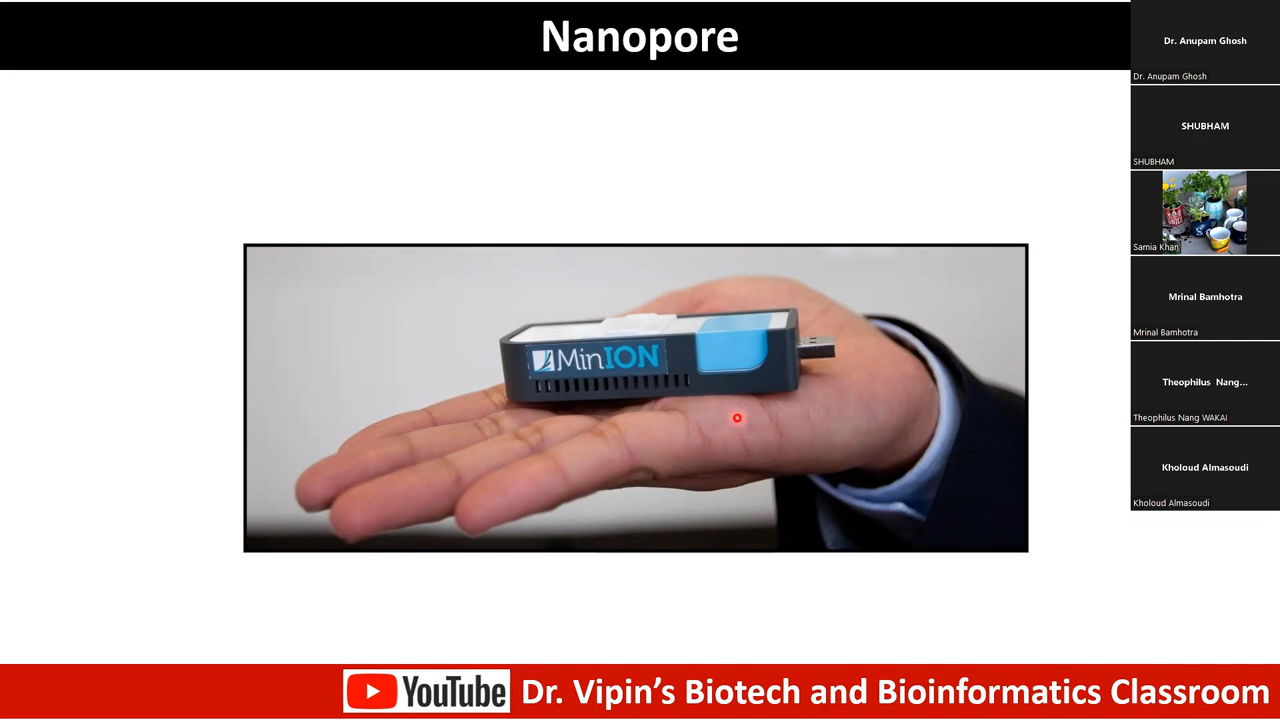 Nanopore
MinION
YouTube Dr. Vipin's Biotech and Bioinformatics Classroom
Dr. Anupam Ghosh
Dr. Anupam Ghosh
SHUBHAM
SHUBHAM
Samia Khan
Mrinal Bamhotra
Mrinal Bamhotra
Theophilus Nang...
Theophilus Nang WAKAI
Kholoud Almasoudi
Kholoud Almasoudi